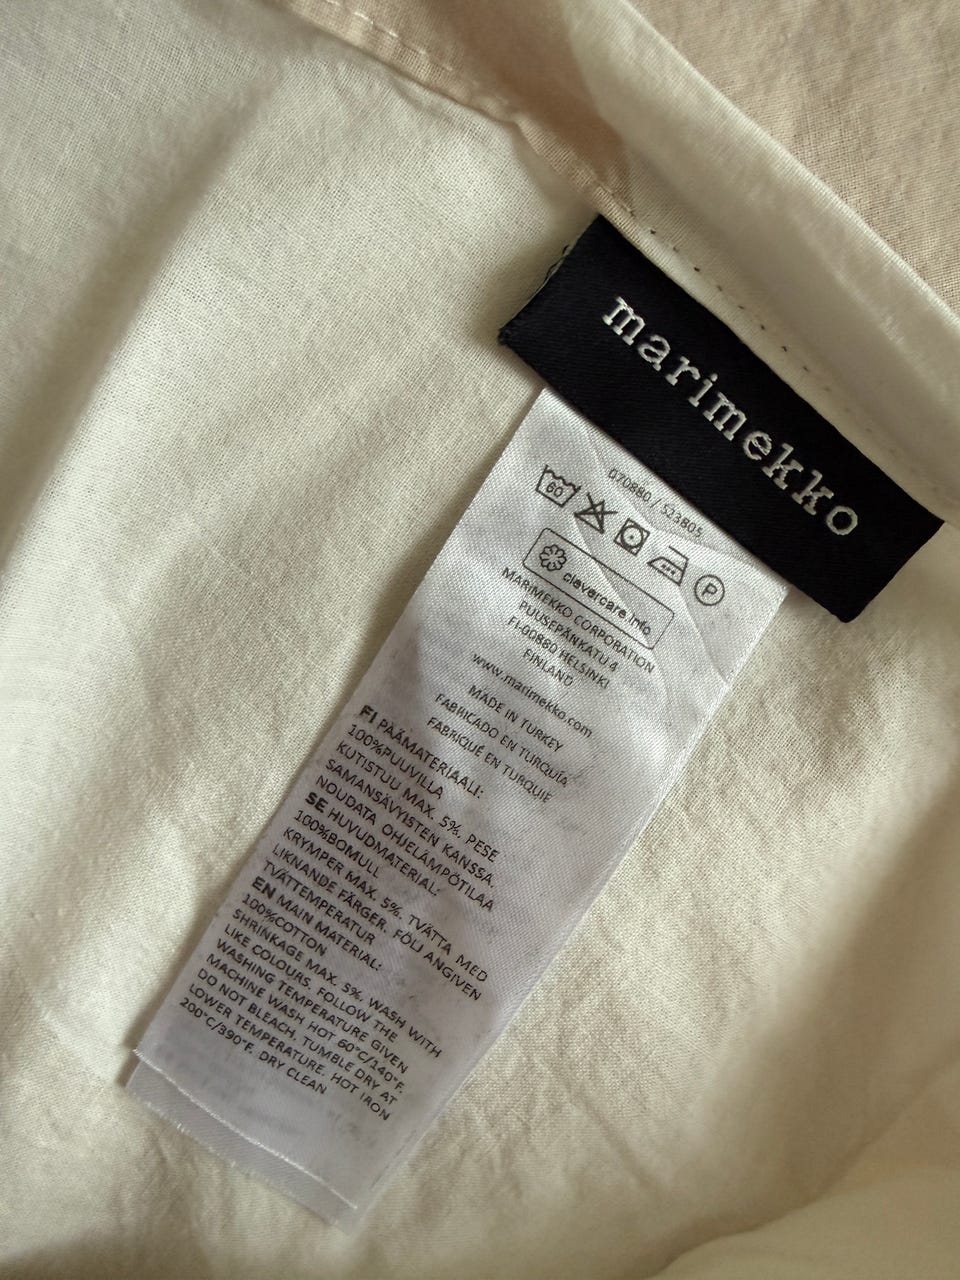 marimekko
070880 / 523805
60
P
clevercare.info
MARIMEKKO CORPORATION
PUUSEPÄNKATU 4
FI-00880 HELSINKI
FINLAND
www.marimekko.com
MADE IN TURKEY
FABRICADO EN TURQUÍA
FABRIQUÉ EN TURQUIE
FI PÄÄMATERIAALI:
100%PUUVILLA
KUTISTUU MAX. 5%. PESE
SAMANSÄVYISTEN KANSSA.
NOUDATA OHJELÄMPÖTILAA
SE HUVUDMATERIAL:
100%BOMULL
KRYMPER MAX. 5%. TVÄTTA MED
LIKNANDE FÄRGER. FÖLJ ANGIVEN
TVÄTTEMPERATUR
EN MAIN MATERIAL:
100%COTTON
SHRINKAGE MAX. 5%. WASH WITH
LIKE COLOURS. FOLLOW THE
WASHING TEMPERATURE GIVEN
MACHINE WASH HOT 60°C/140°F.
DO NOT BLEACH. TUMBLE DRY AT
LOWER TEMPERATURE. HOT IRON
200°C/390°F. DRY CLEAN